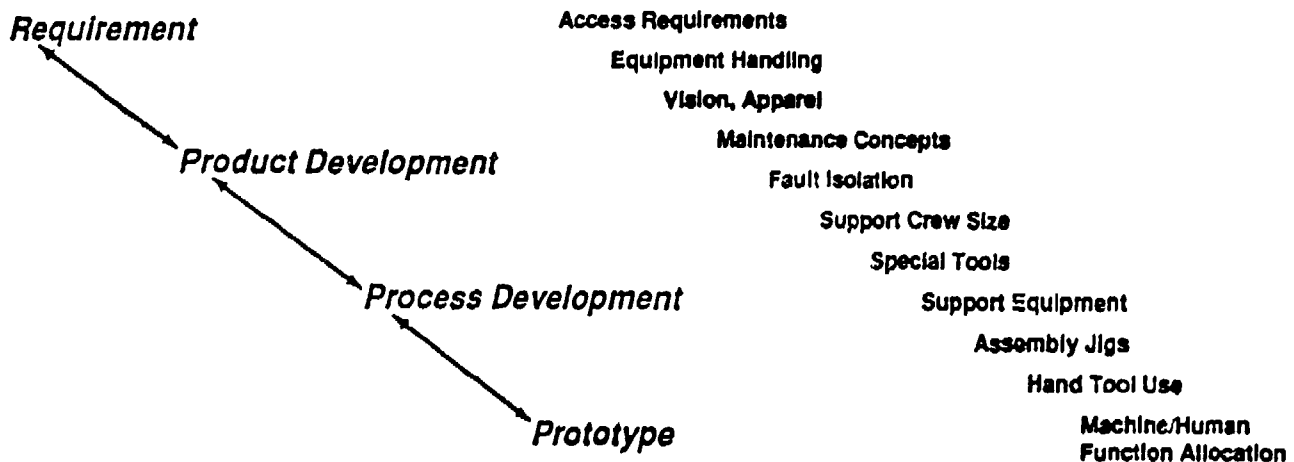 Requirement
Product Development
Process Development
Prototype
Access Requirements
Equipment Handling
Vision, Apparel
Maintenance Concepts
Fault Isolation
Support Crew Size
Special Tools
Support Equipment
Assembly Jigs
Hand Tool Use
Machine/Human
Function Allocation